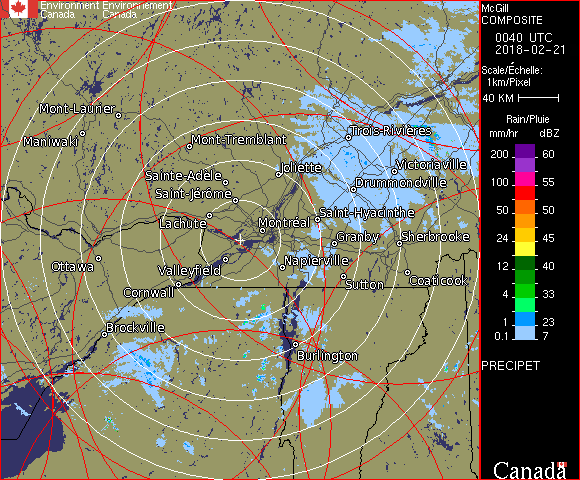 Environment Environnement
Canada Canada
McGill
COMPOSITE
0040 UTC
2018-02-21
Scale/Échelle:
1km/Pixel
40 KM
Rain/Pluie
mm/hr dBZ
200 60
100 55
50 50
24 45
12 40
4 33
1 23
0.1 7
PRECIPET
Canada
Mont-Laurier
Maniwaki
Mont-Tremblant
Trois-Rivières
Joliette
Victoriaville
Sainte-Adèle
Drummondville
Saint-Jérôme
Saint-Hyacinthe
Lachute
Montréal
Granby
Sherbrooke
Ottawa
Valleyfield
Napierville
Coaticook
Cornwall
Sutton
Brockville
Burlington